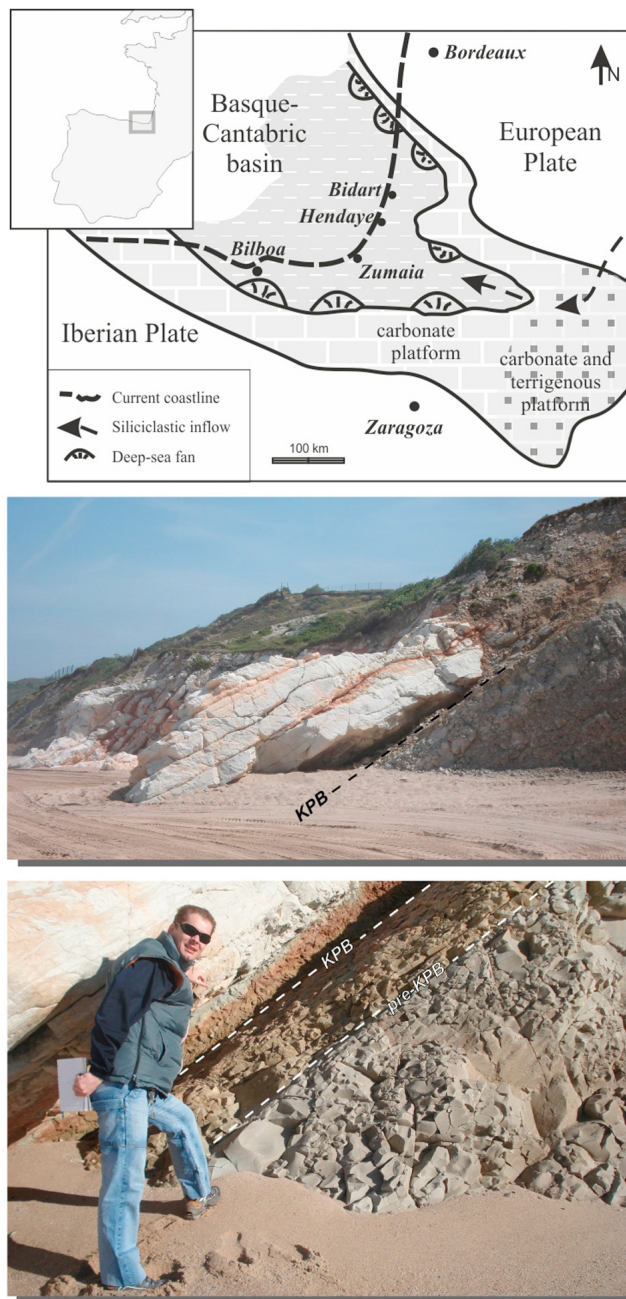 Bordeaux
N
Basque-
Cantabric
basin
European
Plate
Bidart
Hendaye
Bilboa
Zumaia
Iberian Plate
carbonate
platform
carbonate and
terrigenous
platform
Zaragoza
Current coastline
Siliciclastic inflow
Deep-sea fan
100 km
KPB
KPB
pre-KPB